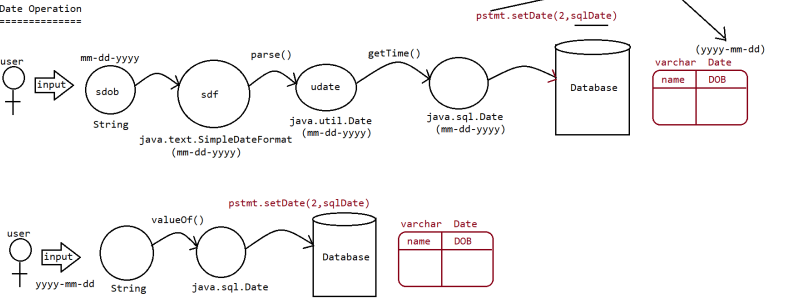 Date Operation
==============
pstmt.setDate(2,sqlDate)
(yyyy-mm-dd)
user
mm-dd-yyyy
parse()
getTime()
varchar Date
input
sdob
sdf
udate
Database
name
DOB
String
java.util.Date
(mm-dd-yyyy)
java.sql.Date
(mm-dd-yyyy)
java.text.SimpleDateFormat
(mm-dd-yyyy)
pstmt.setDate(2,sqlDate)
user
valueOf()
varchar Date
input
name
DOB
Database
yyyy-mm-dd
String
java.sql.Date